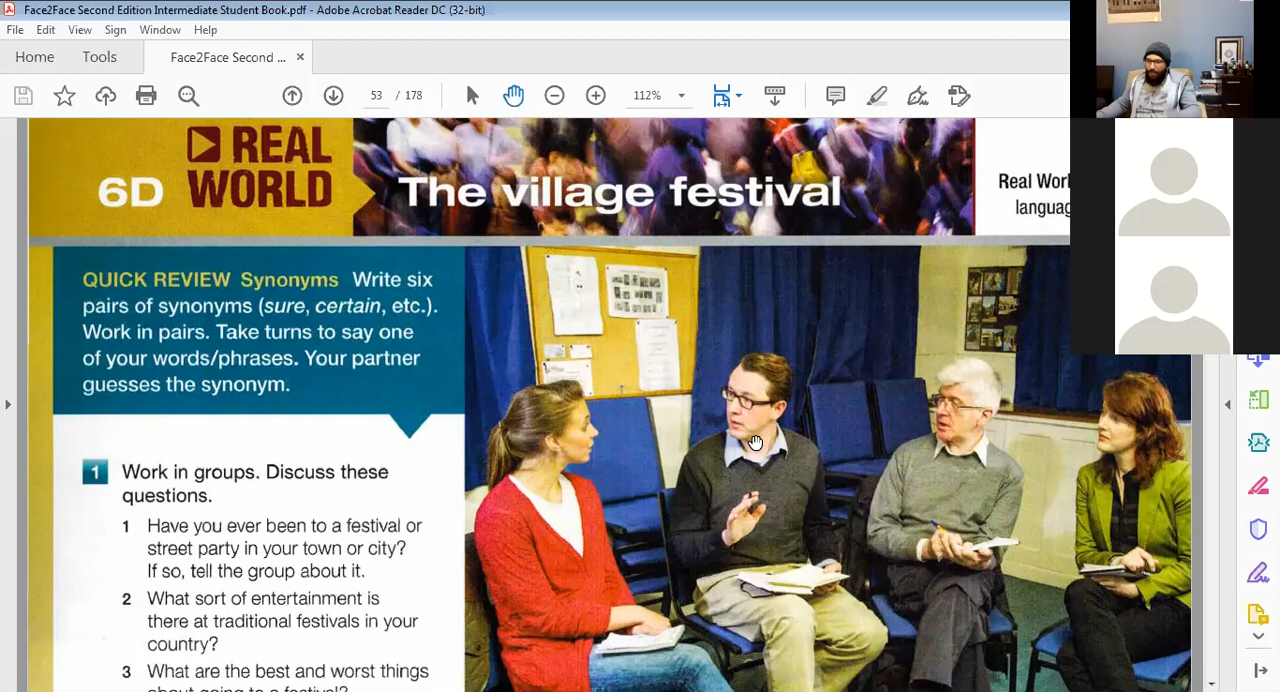 Face2Face Second Edition Intermediate Student Book.pdf - Adobe Acrobat Reader DC (32-bit)
File Edit View Sign Window Help
Home Tools Face2Face Second ... ×
53 / 178 112%
6D REAL WORLD
The village festival
Real Worl
languag
QUICK REVIEW Synonyms Write six
pairs of synonyms (sure, certain, etc.).
Work in pairs. Take turns to say one
of your words/phrases. Your partner
guesses the synonym.
1 Work in groups. Discuss these
questions.
1 Have you ever been to a festival or
street party in your town or city?
If so, tell the group about it.
2 What sort of entertainment is
there at traditional festivals in your
country?
3 What are the best and worst things
about going to a festival?